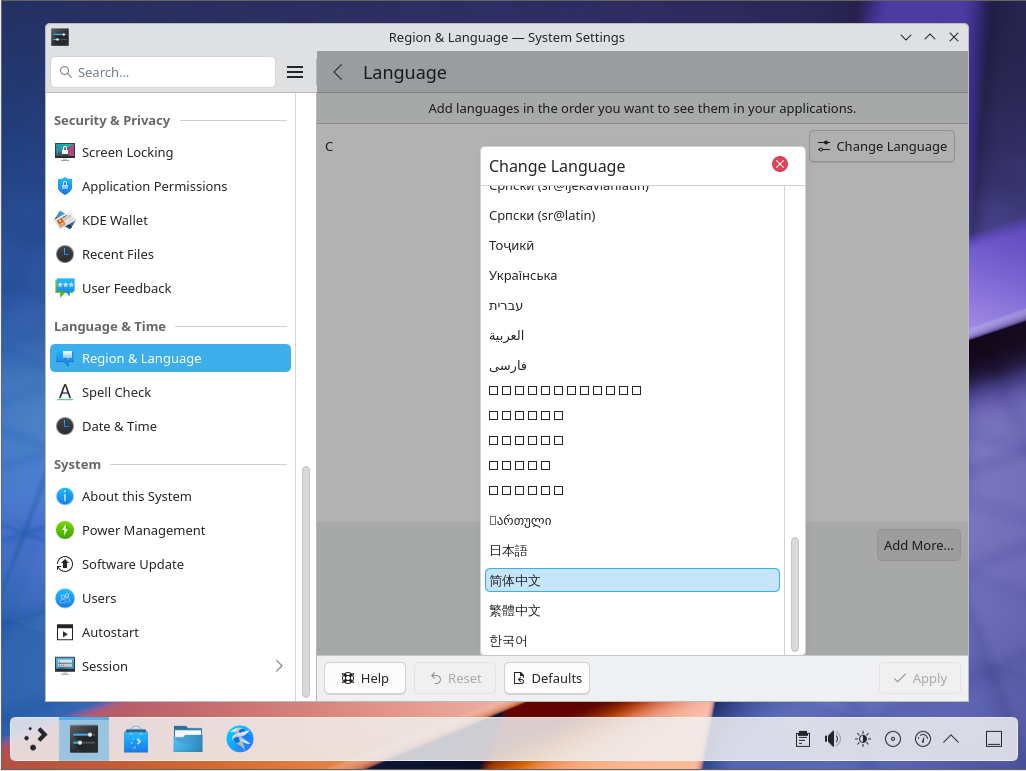 Region & Language — System Settings
Search...
Language
Add languages in the order you want to see them in your applications.
Security & Privacy
Screen Locking
Application Permissions
KDE Wallet
Recent Files
User Feedback
Language & Time
Region & Language
Spell Check
Date & Time
System
About this System
Power Management
Software Update
Users
Autostart
Session
C
Change Language
Change Language
Српски (sr@ijekavianlatin)
Српски (sr@latin)
Тоҷикӣ
Українська
עברית
العربية
فارسی
□□□□□□□□□□□□
□□□□□□
□□□□□□
□□□□□
□□□□□□
□ართული
日本語
简体中文
繁體中文
한국어
Add More...
Help
Reset
Defaults
Apply